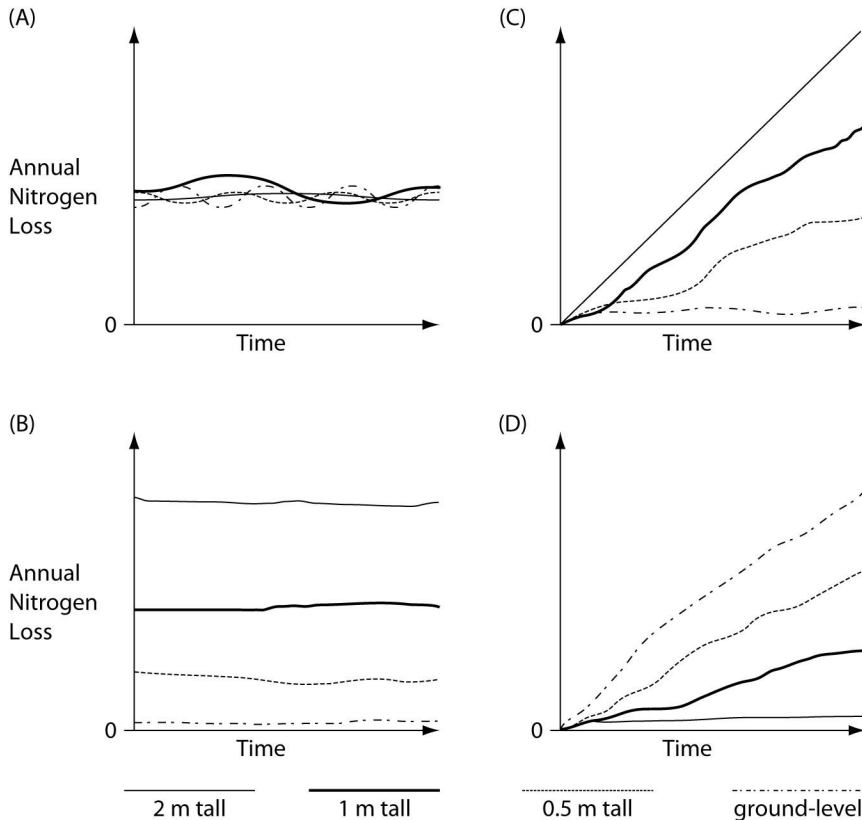 (A)
Annual
Nitrogen
Loss
0
Time
(C)
0
Time
(B)
Annual
Nitrogen
Loss
0
Time
(D)
0
Time
2 m tall
1 m tall
0.5 m tall
ground-level